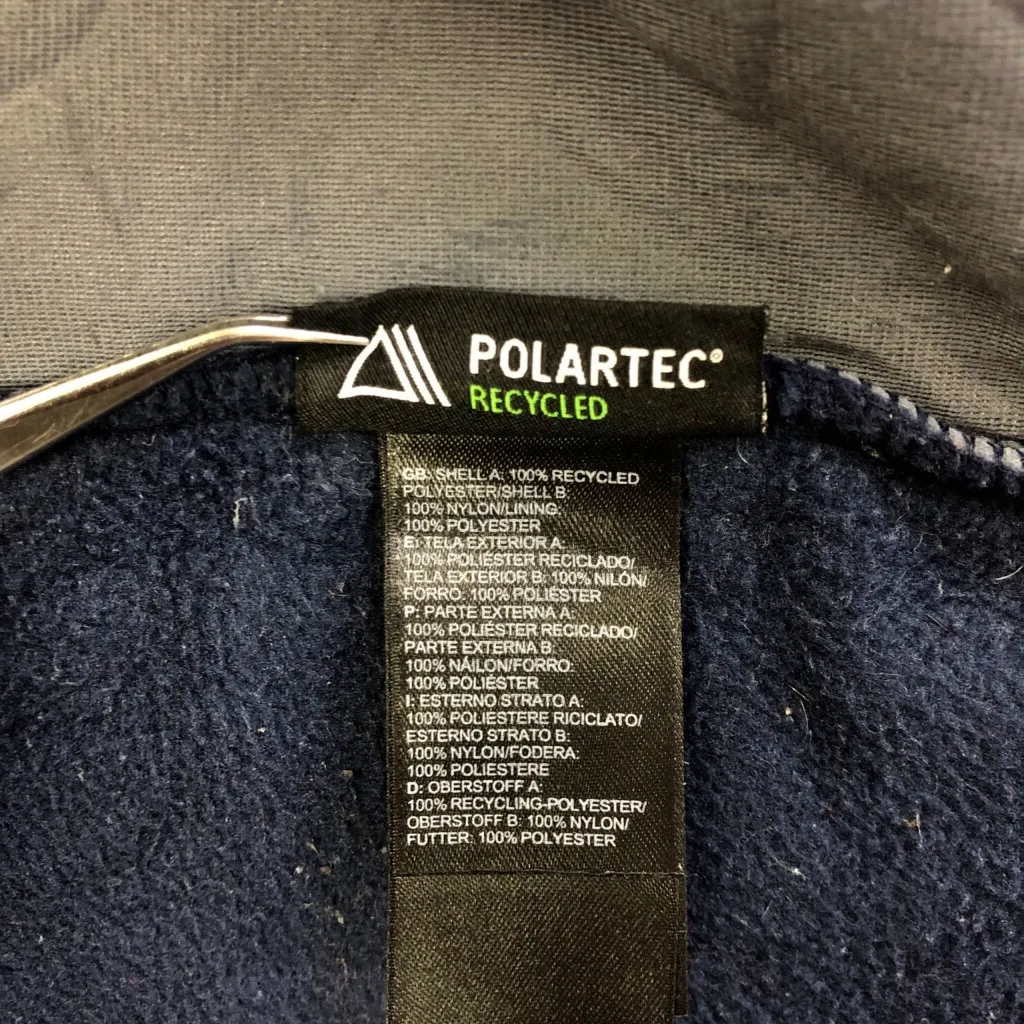 POLARTEC®
RECYCLED
GB: SHELL A: 100% RECYCLED
POLYESTER/SHELL B:
100% NYLON/LINING:
100% POLYESTER
E: TELA EXTERIOR A:
100% POLIÉSTER RECICLADO/
TELA EXTERIOR B: 100% NILÓN/
FORRO: 100% POLIÉSTER
P: PARTE EXTERNA A:
100% POLIÉSTER RECICLADO/
PARTE EXTERNA B:
100% NÁILON/FORRO:
100% POLIÉSTER
I: ESTERNO STRATO A:
100% POLIESTERE RICICLATO/
ESTERNO STRATO B:
100% NYLON/FODERA:
100% POLIESTERE
D: OBERSTOFF A:
100% RECYCLING-POLYESTER/
OBERSTOFF B: 100% NYLON/
FUTTER: 100% POLYESTER